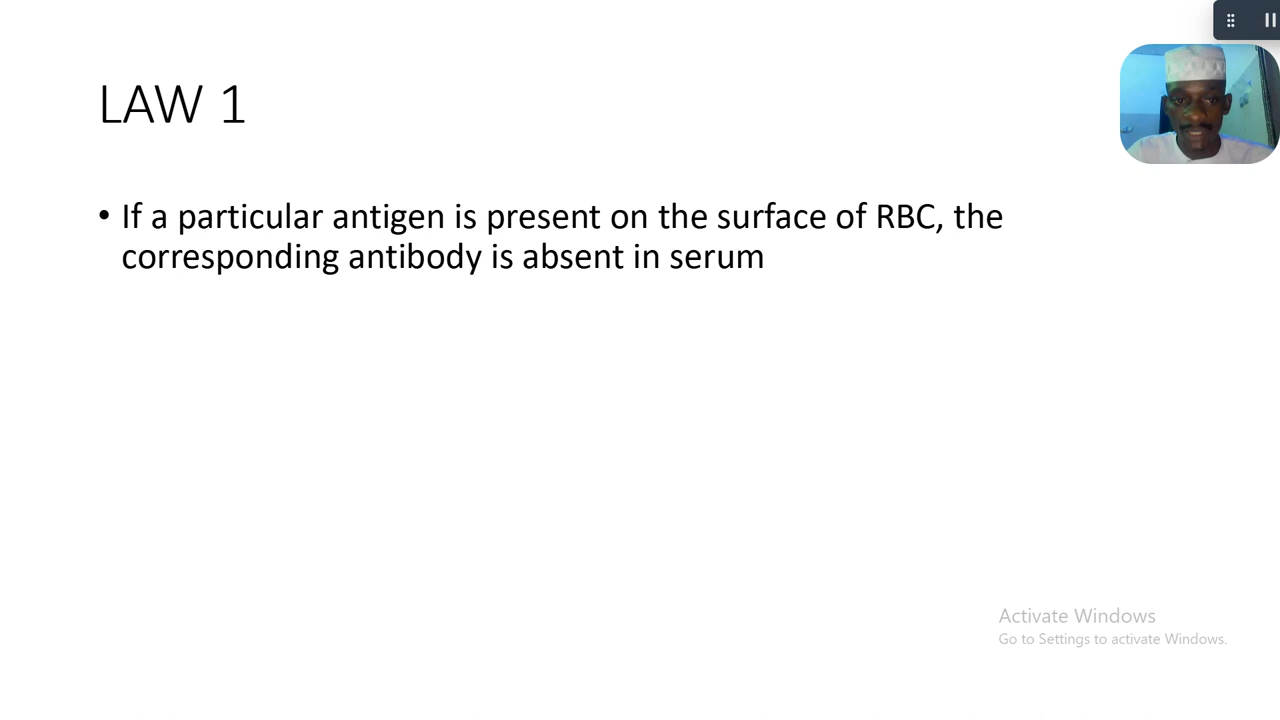 LAW 1
• If a particular antigen is present on the surface of RBC, the
corresponding antibody is absent in serum
Activate Windows
Go to Settings to activate Windows.